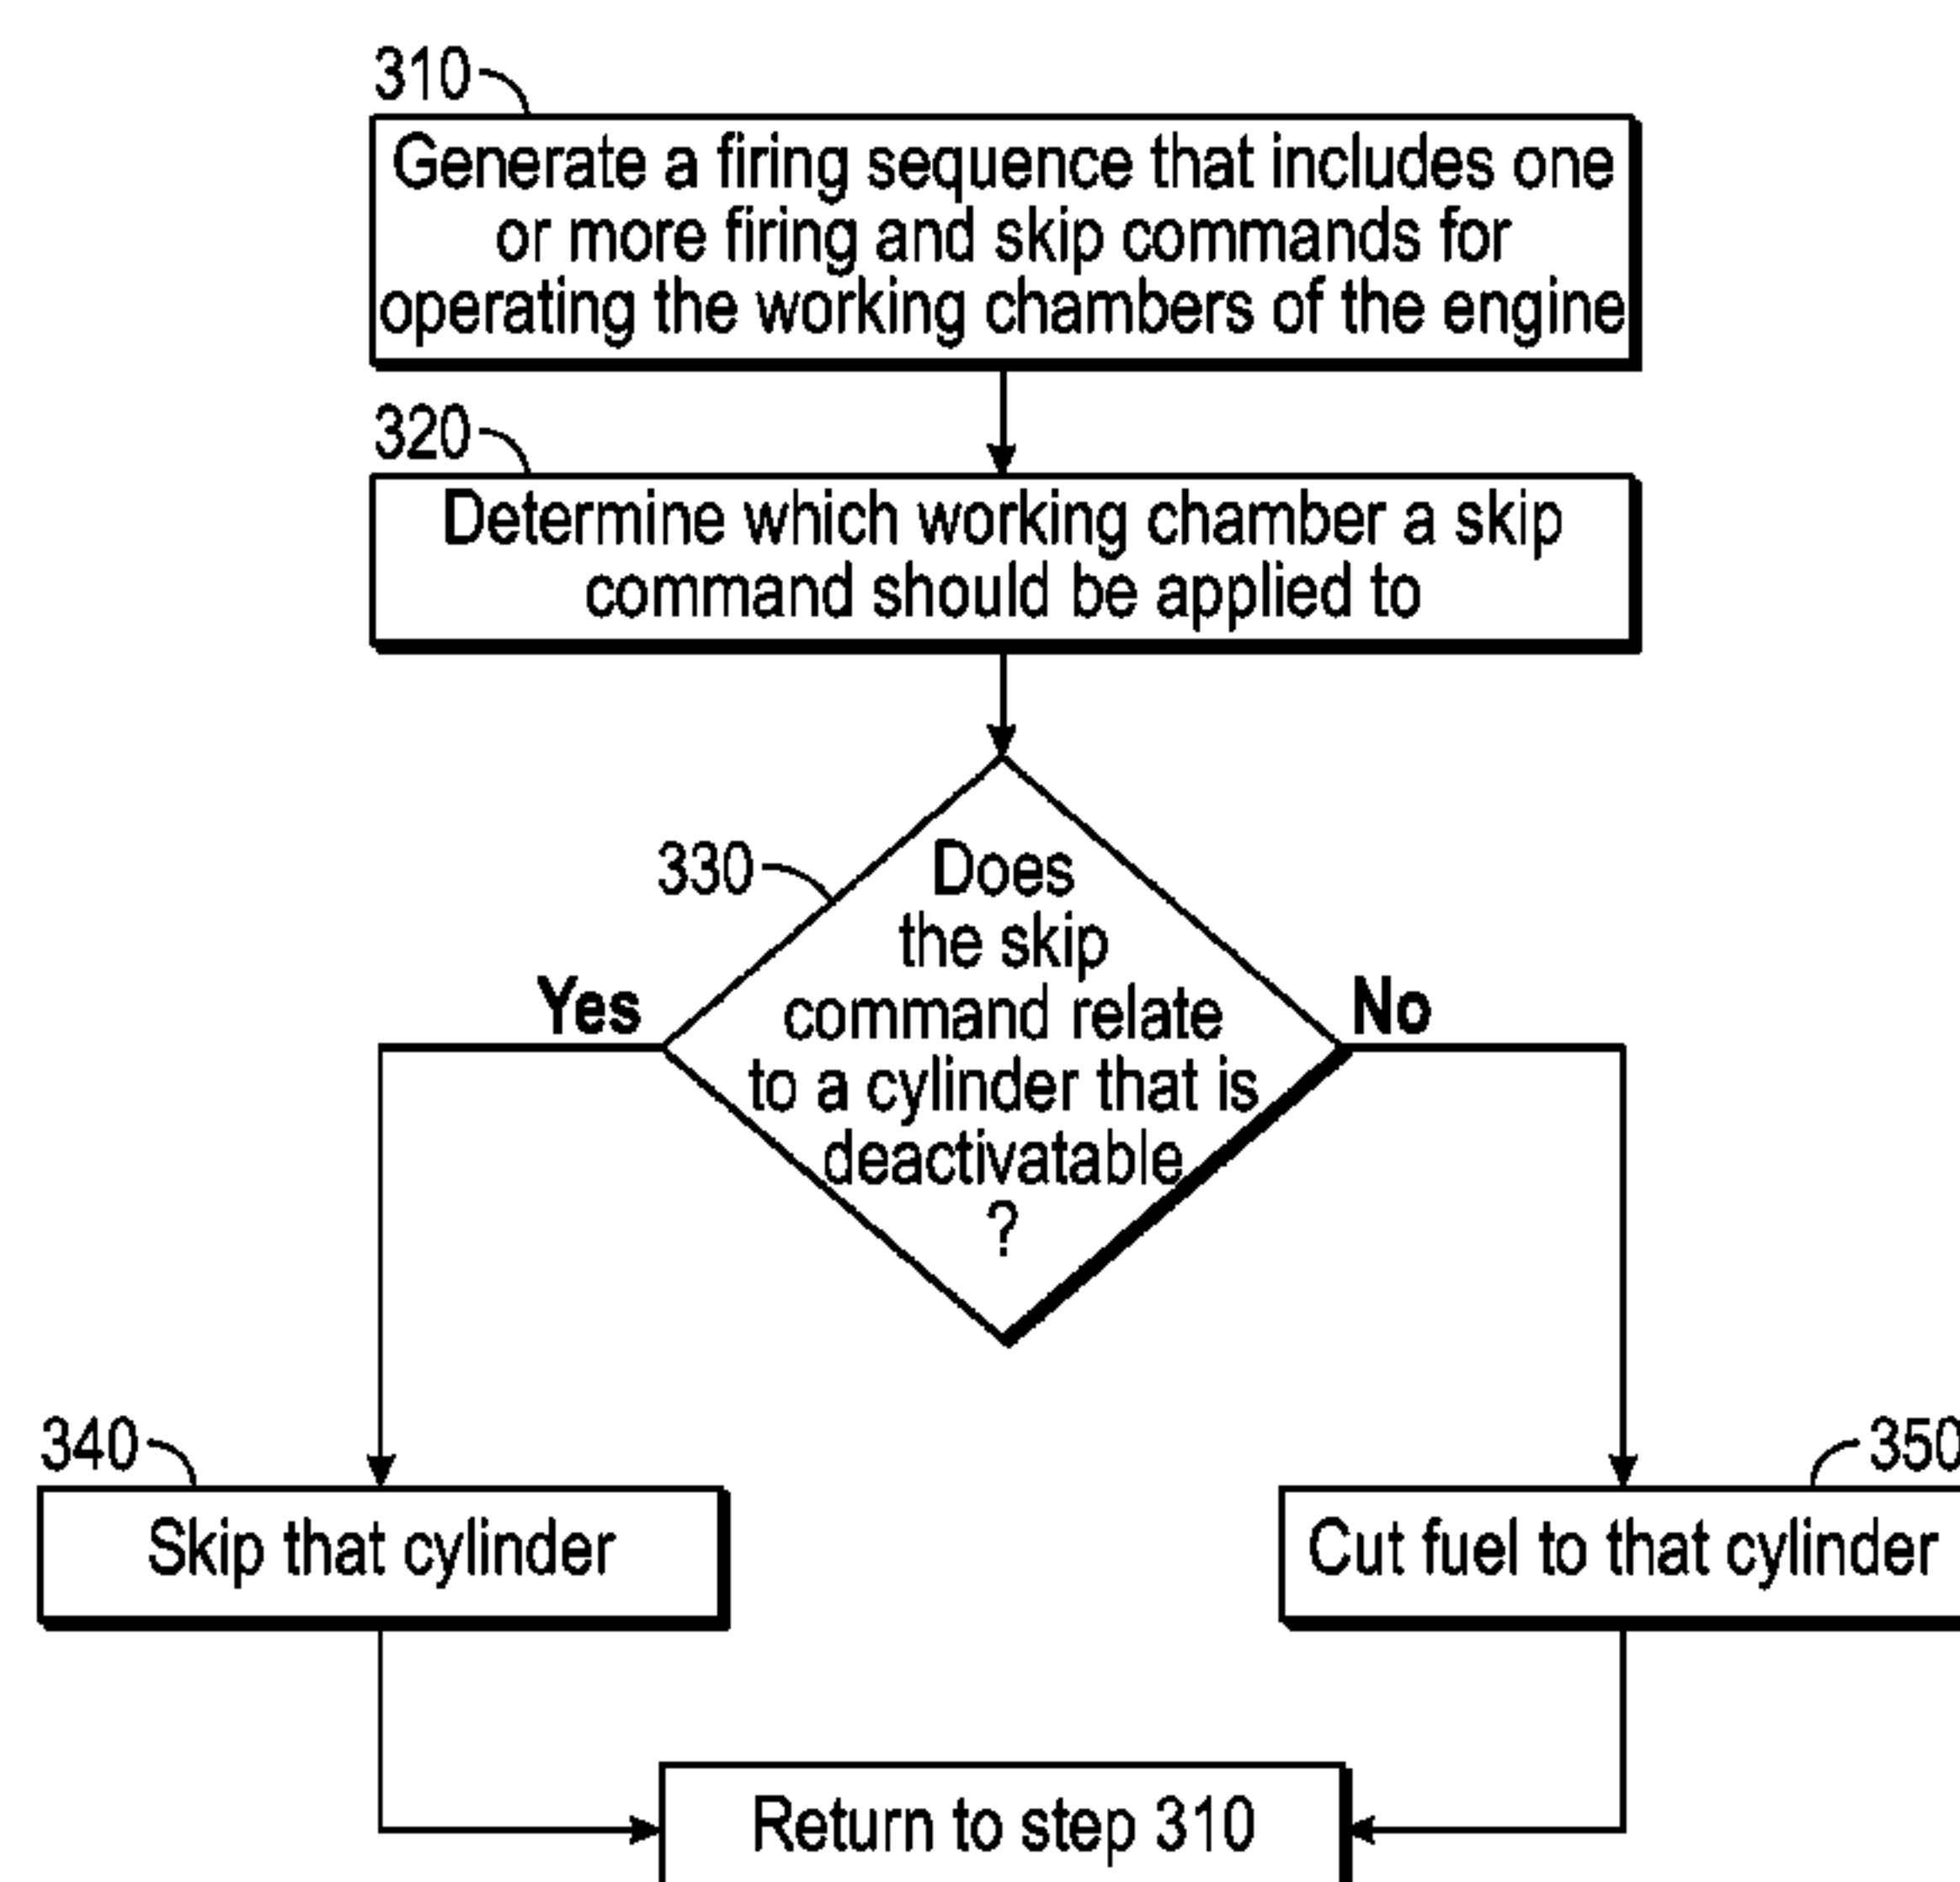 310
Generate a firing sequence that includes one
or more firing and skip commands for
operating the working chambers of the engine
320
Determine which working chamber a skip
command should be applied to
330
Does
the skip
command relate
to a cylinder that is
deactivatable
?
Yes
No
340
Skip that cylinder
350
Cut fuel to that cylinder
Return to step 310